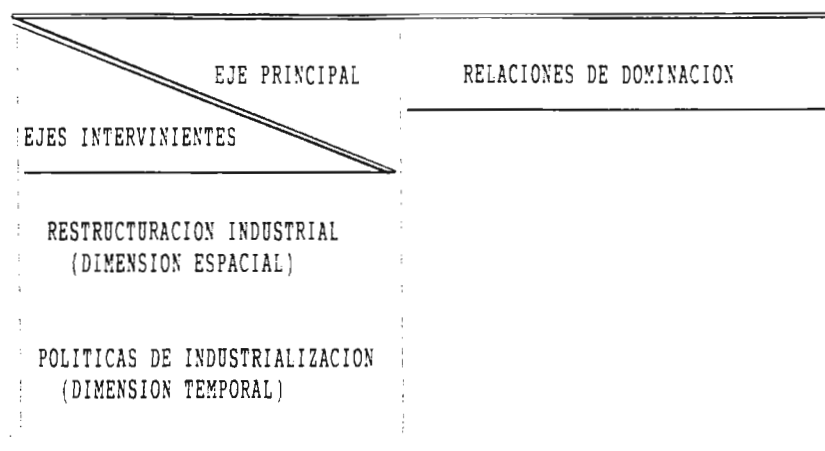 EJE PRINCIPAL
RELACIONES DE DOMINACION
EJES INTERVINIENTES
RESTRUCTURACION INDUSTRIAL
(DIMENSION ESPACIAL)
POLITICAS DE INDUSTRIALIZACION
(DIMENSION TEMPORAL)